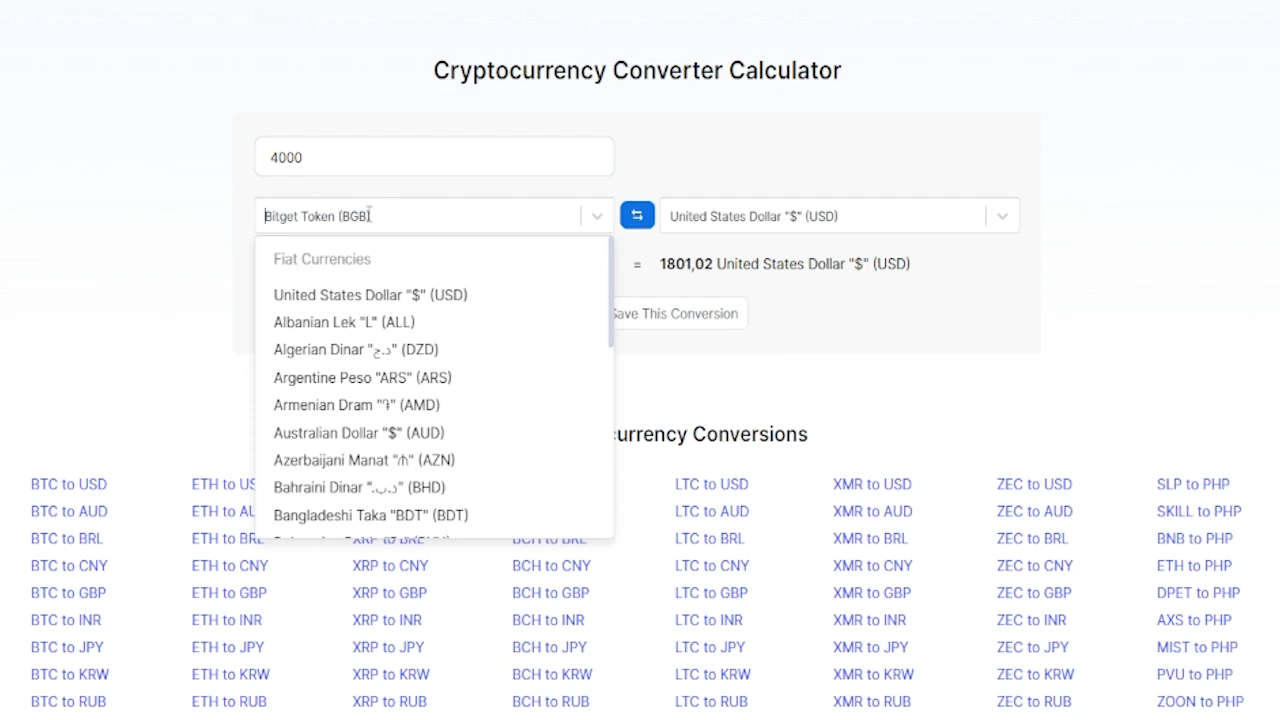 Cryptocurrency Converter Calculator
4000
Bitget Token (BGB)
United States Dollar "$" (USD)
= 1801,02 United States Dollar "$" (USD)
Save This Conversion
Fiat Currencies
United States Dollar "$" (USD)
Albanian Lek "L" (ALL)
Algerian Dinar "د.ج" (DZD)
Argentine Peso "ARS" (ARS)
Armenian Dram "֏" (AMD)
Australian Dollar "$" (AUD)
Azerbaijani Manat "₼" (AZN)
Bahraini Dinar ".د.ب" (BHD)
Bangladeshi Taka "BDT" (BDT)
Conversions
BTC to USD ETH to LTC to USD XMR to USD ZEC to USD SLP to PHP
BTC to AUD ETH to LTC to AUD XMR to AUD ZEC to AUD SKILL to PHP
BTC to BRL ETH to BRL XRP to BRL BCH to BRL LTC to BRL XMR to BRL ZEC to BRL BNB to PHP
BTC to CNY ETH to CNY XRP to CNY BCH to CNY LTC to CNY XMR to CNY ZEC to CNY ETH to PHP
BTC to GBP ETH to GBP XRP to GBP BCH to GBP LTC to GBP XMR to GBP ZEC to GBP DPET to PHP
BTC to INR ETH to INR XRP to INR BCH to INR LTC to INR XMR to INR ZEC to INR AXS to PHP
BTC to JPY ETH to JPY XRP to JPY BCH to JPY LTC to JPY XMR to JPY ZEC to JPY MIST to PHP
BTC to KRW ETH to KRW XRP to KRW BCH to KRW LTC to KRW XMR to KRW ZEC to KRW PVU to PHP
BTC to RUB ETH to RUB XRP to RUB BCH to RUB LTC to RUB XMR to RUB ZEC to RUB ZOON to PHP